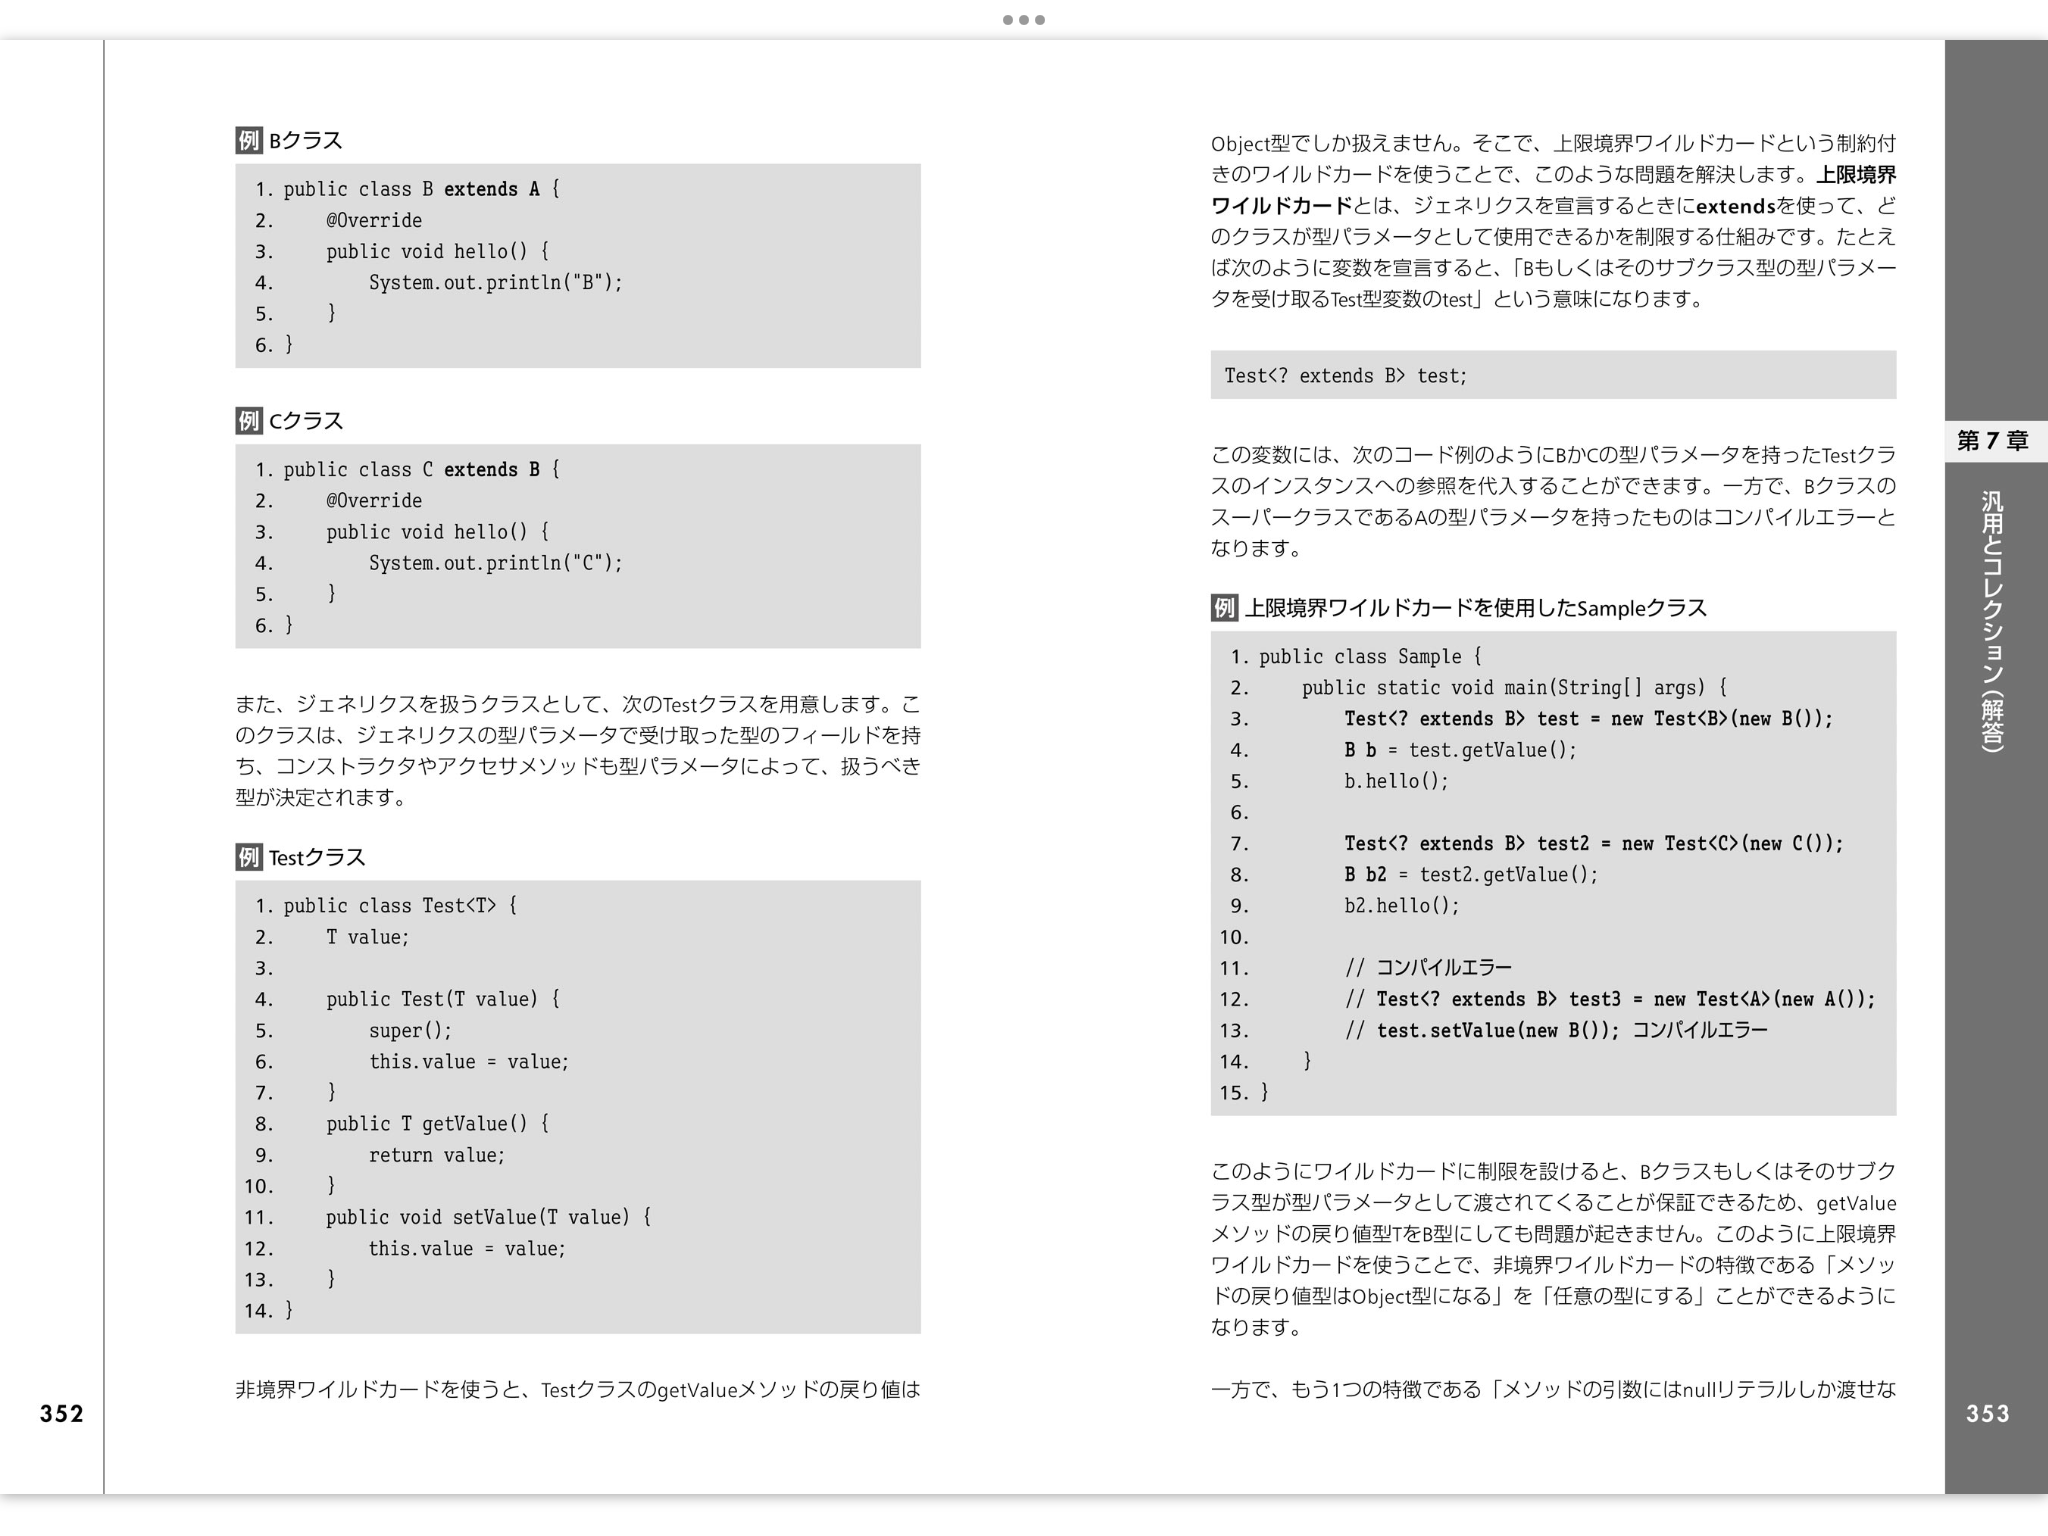 例 Bクラス
1. public class B extends A {
2.     @Override
3.     public void hello() {
4.         System.out.println("B");
5.     }
6. }
例 Cクラス
1. public class C extends B {
2.     @Override
3.     public void hello() {
4.         System.out.println("C");
5.     }
6. }
また、ジェネリクスを扱うクラスとして、次のTestクラスを用意します。こ
のクラスは、ジェネリクスの型パラメータで受け取った型のフィールドを持
ち、コンストラクタやアクセサメソッドも型パラメータによって、扱うべき
型が決定されます。
例 Testクラス
1. public class Test<T> {
2.     T value;
3.
4.     public Test(T value) {
5.         super();
6.         this.value = value;
7.     }
8.     public T getValue() {
9.         return value;
10.     }
11.     public void setValue(T value) {
12.         this.value = value;
13.     }
14. }
非境界ワイルドカードを使うと、TestクラスのgetValueメソッドの戻り値は
352
Object型でしか扱えません。そこで、上限境界ワイルドカードという制約付
きのワイルドカードを使うことで、このような問題を解決します。上限境界
ワイルドカードとは、ジェネリクスを宣言するときにextendsを使って、ど
のクラスが型パラメータとして使用できるかを制限する仕組みです。たとえ
ば次のように変数を宣言すると、「Bもしくはそのサブクラス型の型パラメー
タを受け取るTest型変数のtest」という意味になります。
Test<? extends B> test;
この変数には、次のコード例のようにBかCの型パラメータを持ったTestクラ
スのインスタンスへの参照を代入することができます。一方で、Bクラスの
スーパークラスであるAの型パラメータを持ったものはコンパイルエラーと
なります。
例 上限境界ワイルドカードを使用したSampleクラス
1. public class Sample {
2.     public static void main(String[] args) {
3.         Test<? extends B> test = new Test<B>(new B());
4.         B b = test.getValue();
5.         b.hello();
6.
7.         Test<? extends B> test2 = new Test<C>(new C());
8.         B b2 = test2.getValue();
9.         b2.hello();
10.
11.         // コンパイルエラー
12.         // Test<? extends B> test3 = new Test<A>(new A());
13.         // test.setValue(new B()); コンパイルエラー
14.     }
15. }
このようにワイルドカードに制限を設けると、Bクラスもしくはそのサブク
ラス型が型パラメータとして渡されてくることが保証できるため、getValue
メソッドの戻り値型TをB型にしても問題が起きません。このように上限境界
ワイルドカードを使うことで、非境界ワイルドカードの特徴である「メソッ
ドの戻り値型はObject型になる」を「任意の型にする」ことができるように
なります。
一方で、もう1つの特徴である「メソッドの引数にはnullリテラルしか渡せな
第7章
汎用とコレクション（解答）
353